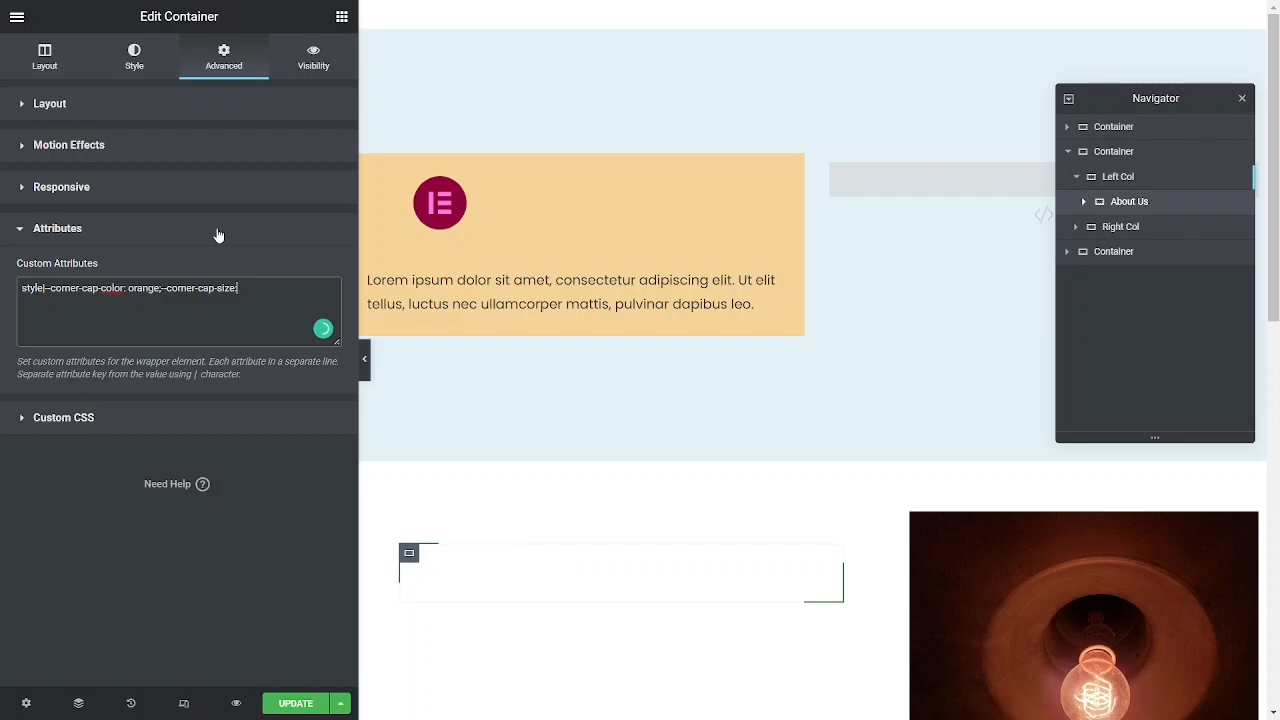 Edit Container
Layout
Style
Advanced
Visibility
Layout
Motion Effects
Responsive
Attributes
Custom Attributes
style|--corner-cap-color: orange;--corner-cap-size:
Set custom attributes for the wrapper element. Each attribute in a separate line.
Separate attribute key from the value using | character.
Custom CSS
Need Help ?
UPDATE
Lorem ipsum dolor sit amet, consectetur adipiscing elit. Ut elit
tellus, luctus nec ullamcorper mattis, pulvinar dapibus leo.
Navigator
Container
Container
Left Col
About Us
Right Col
Container